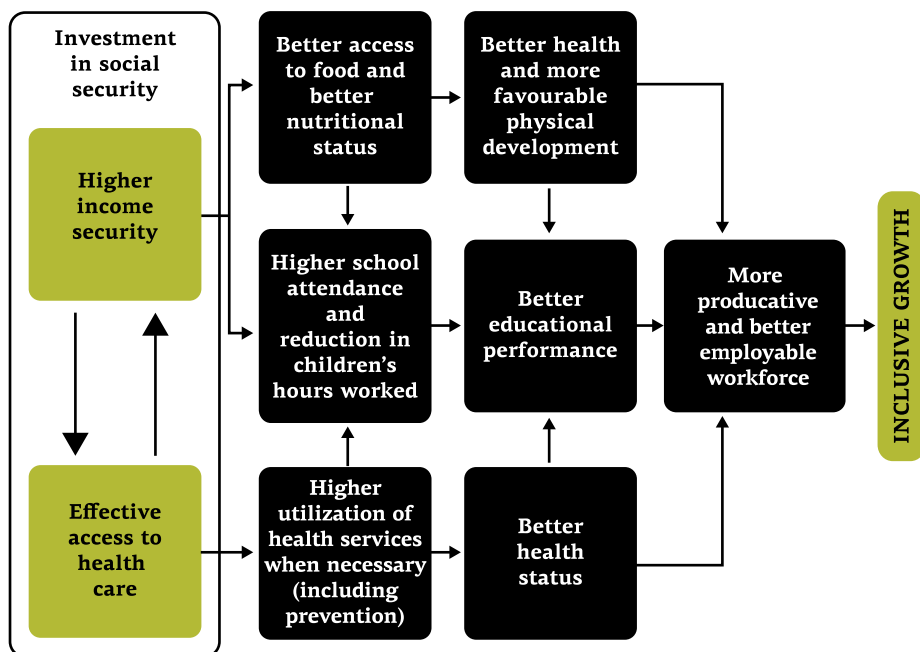 Investment
in social
security
Higher
income
security
Effective
access to
health
care
Better access
to food and
better
nutritional
status
Higher school
attendance
and
reduction in
children's
hours worked
Higher
utilization of
health services
when necessary
(including
prevention)
Better health
and more
favourable
physical
development
Better
educational
performance
Better
health
status
More
producative
and better
employable
workforce
INCLUSIVE GROWTH